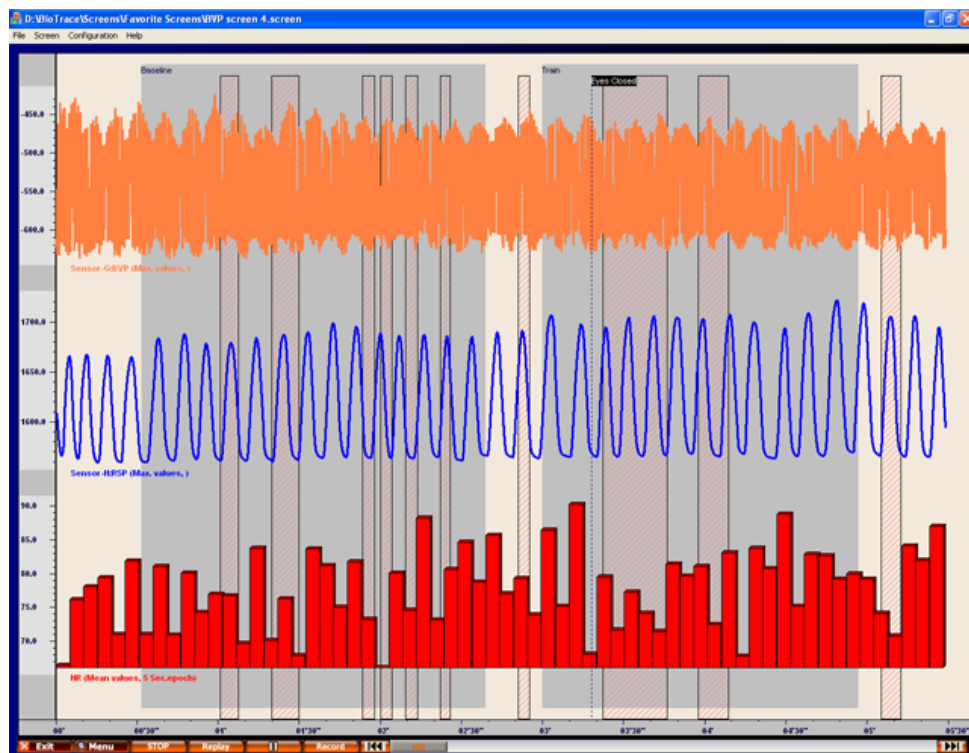 D:\BioTrace\Screens\Favorite Screens\BVP screen 4.screen
File Screen Configuration Help
Baseline
Train
Eyes Closed
-450.0
-500.0
-550.0
-600.0
Sensor-G:BVP (Max. values, )
1700.0
1650.0
1600.0
Sensor-H:RSP (Max. values, )
90.0
85.0
80.0
75.0
70.0
HR (Mean values, 5 Sec.epoch)
00' 00'30" 01' 01'30" 02' 02'30" 03' 03'30" 04' 04'30" 05' 05'30"
Exit Menu STOP Replay Record